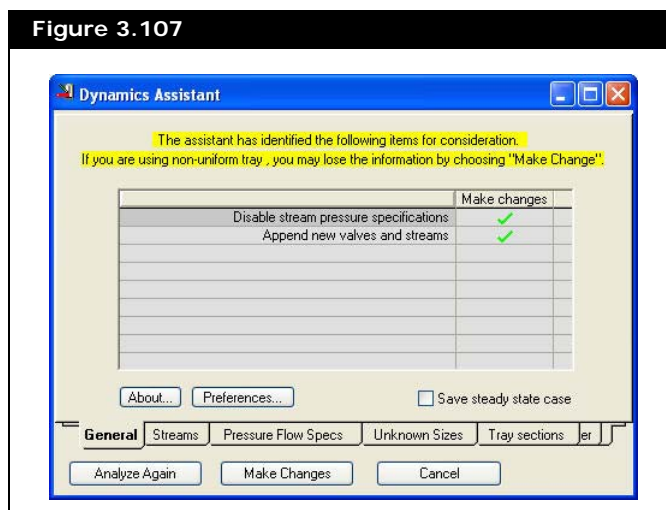 Figure 3.107
Dynamics Assistant
The assistant has identified the following items for consideration.
If you are using non-uniform tray , you may lose the information by choosing "Make Change".
Make changes
Disable stream pressure specifications
Append new valves and streams
About... Preferences... Save steady state case
General Streams Pressure Flow Specs Unknown Sizes Tray sections er
Analyze Again Make Changes Cancel